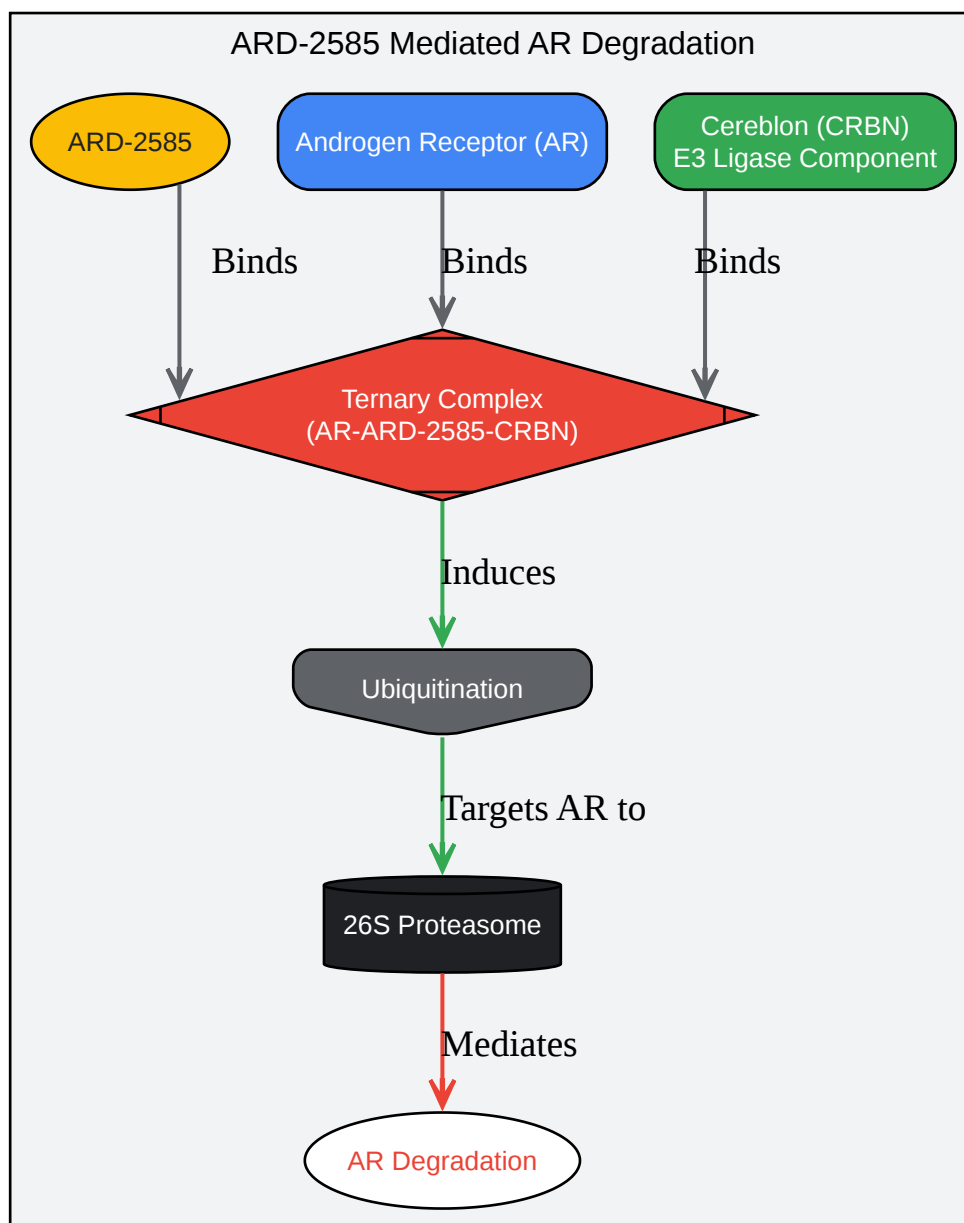 ARD-2585 Mediated AR Degradation
ARD-2585
Androgen Receptor (AR)
Cereblon (CRBN)
E3 Ligase Component
Binds
Binds
Binds
Ternary Complex
(AR-ARD-2585-CRBN)
Induces
Ubiquitination
Targets AR to
26S Proteasome
Mediates
AR Degradation